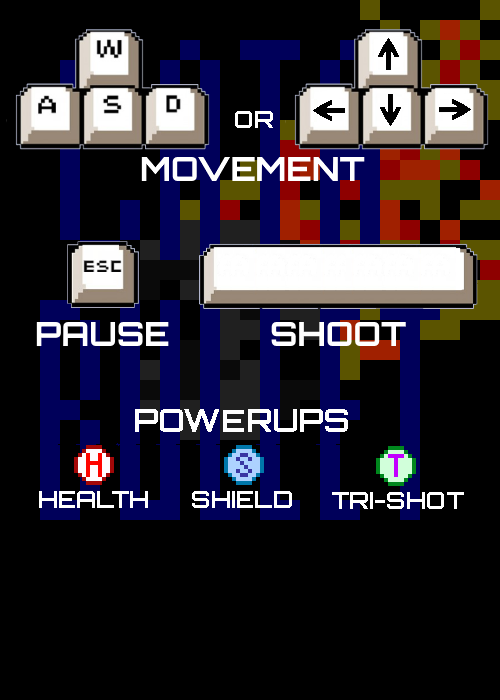 W
A S D OR
MOVEMENT
ESC
PAUSE SHOOT
POWERUPS
H S T
HEALTH SHIELD TRI-SHOT